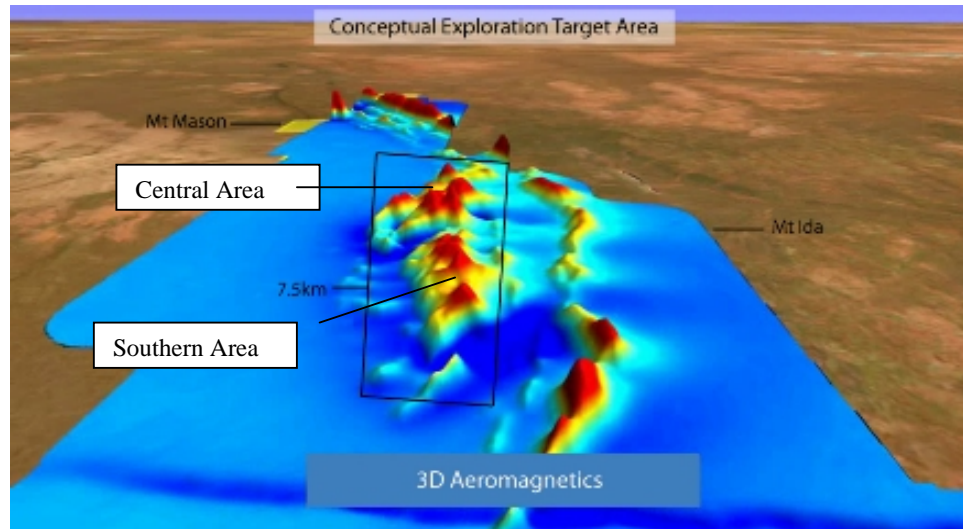 Conceptual Exploration Target Area
Mt Mason
Central Area
Mt Ida
7.5km
Southern Area
3D Aeromagnetics